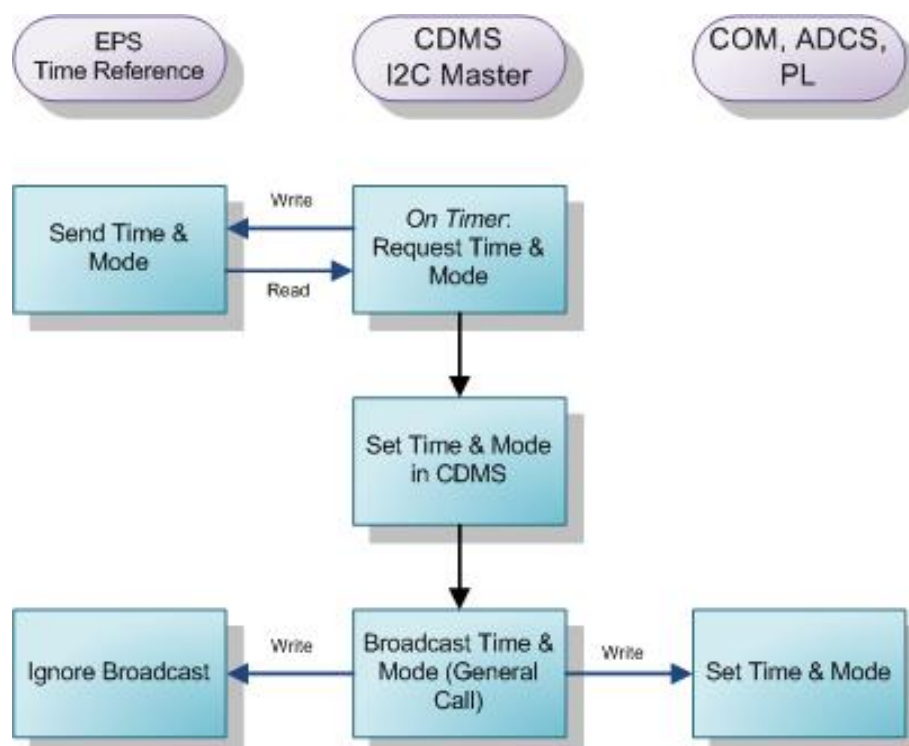 EPS
Time Reference
CDMS
I2C Master
COM, ADCS,
PL
Send Time &
Mode
Write
Read
On Timer:
Request Time &
Mode
Set Time & Mode
in CDMS
Ignore Broadcast
Write
Broadcast Time &
Mode (General
Call)
Write
Set Time & Mode